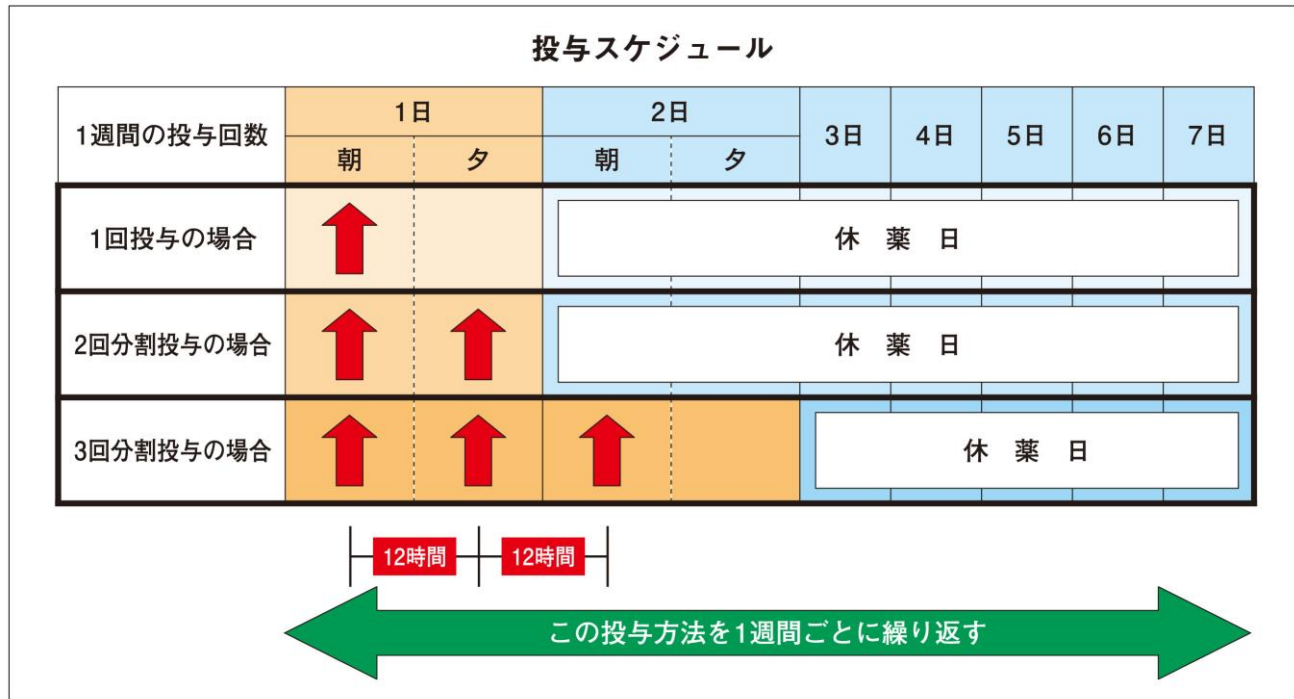 投与スケジュール
1週間の投与回数
1日
2日
3日
4日
5日
6日
7日
朝
夕
朝
夕
1回投与の場合
休薬日
2回分割投与の場合
休薬日
3回分割投与の場合
休薬日
12時間
12時間
この投与方法を1週間ごとに繰り返す